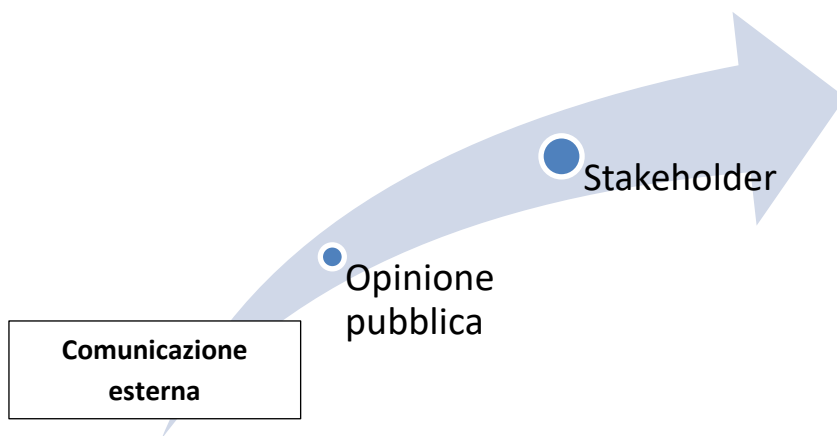 Stakeholder
Opinione
pubblica
Comunicazione
esterna